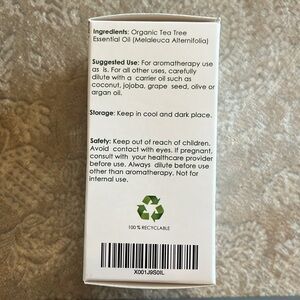 Ingredients: Organic Tea Tree
Essential Oil (Melaleuca Alternifolia)
Suggested Use: For aromatherapy use
as is. For all other uses, carefully
dilute with a carrier oil such as
coconut, jojoba, grape seed, olive or
argan oil.
Storage: Keep in cool and dark place.
Safety: Keep out of reach of children.
Avoid contact with eyes. If pregnant,
consult with your healthcare provider
before use. Always dilute before use
other than aromatherapy. Not for
internal use.
100 % RECYCLABLE
X001J9S0IL